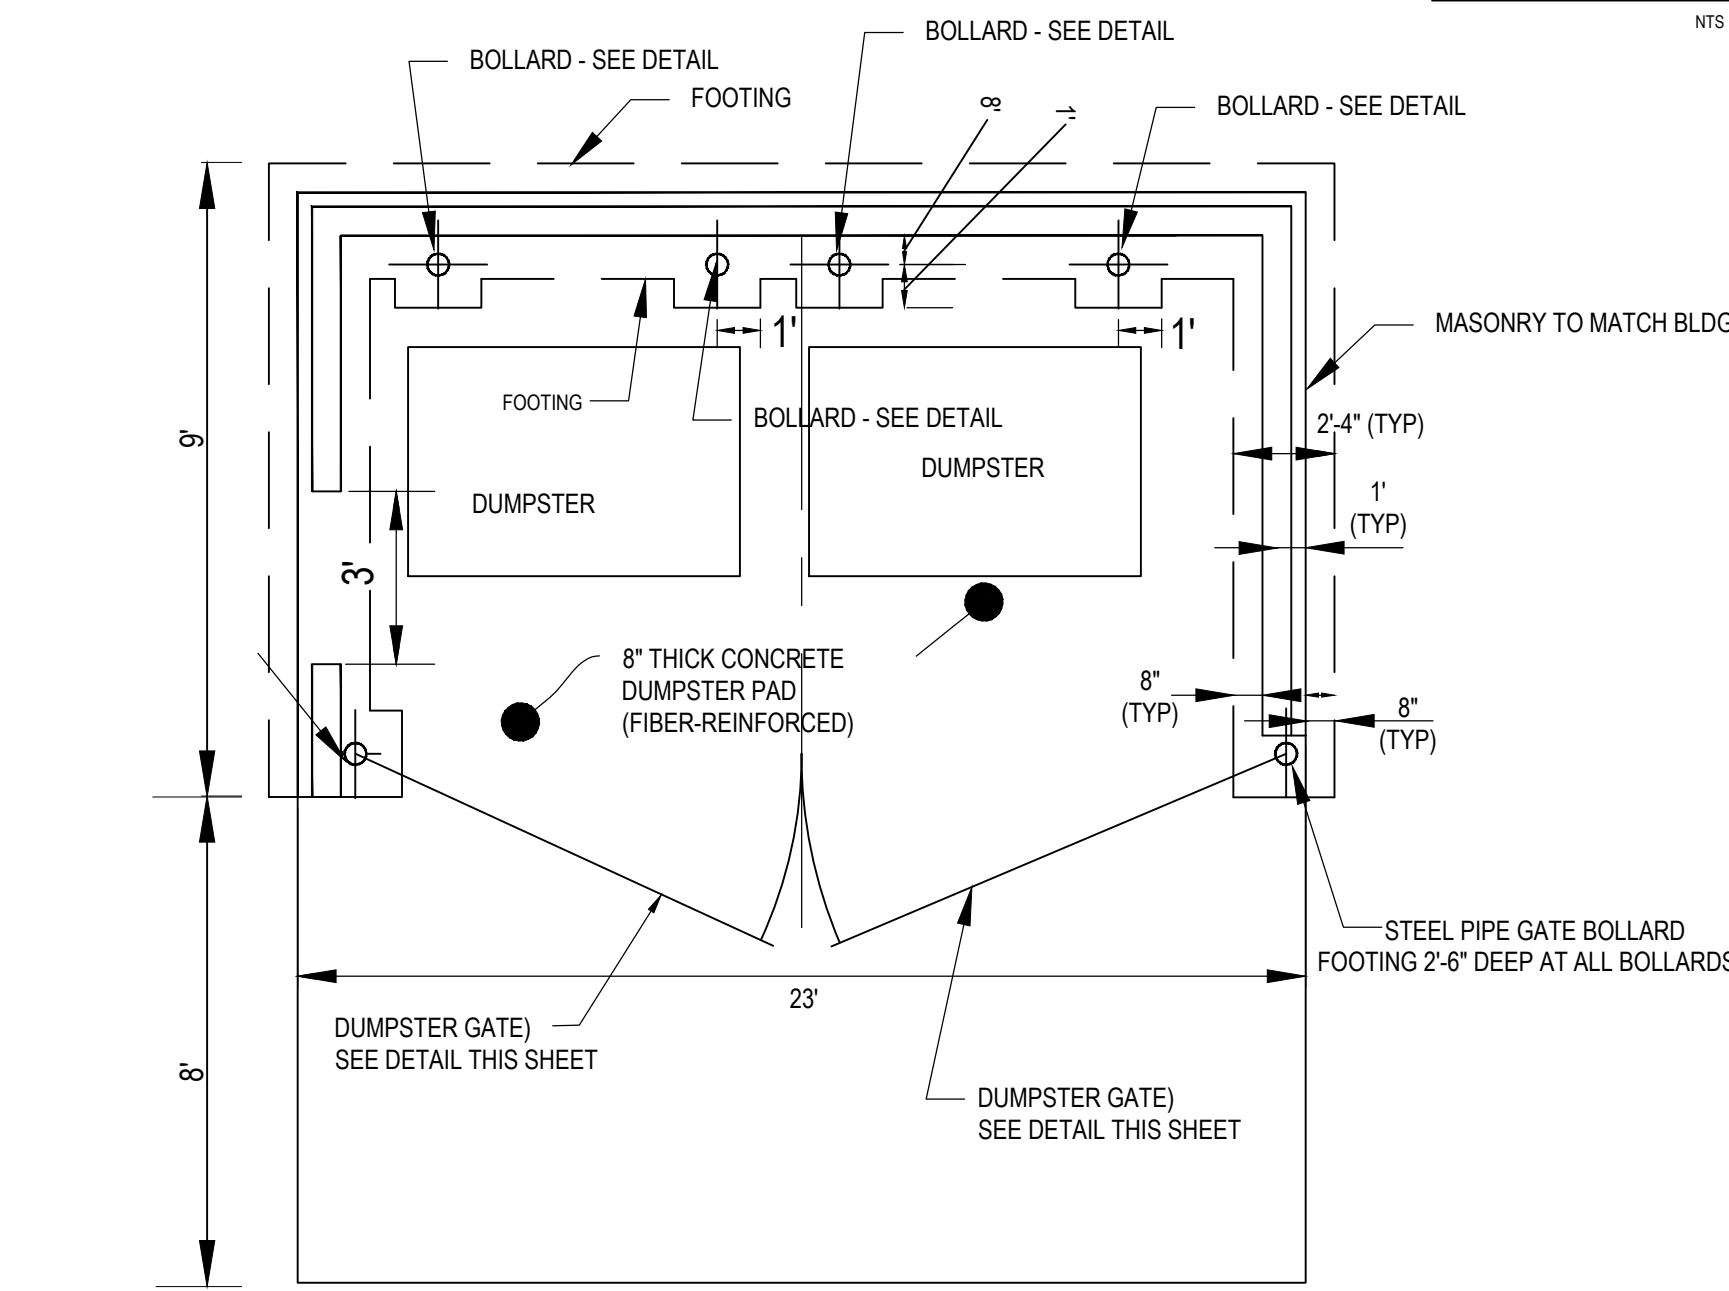 NTS
BOLLARD - SEE DETAIL
BOLLARD - SEE DETAIL
FOOTING
8'
1'
BOLLARD - SEE DETAIL
1'
1'
MASONRY TO MATCH BLDG
FOOTING
BOLLARD - SEE DETAIL
2'-4" (TYP)
9'
DUMPSTER
DUMPSTER
1'
(TYP)
3'
8" THICK CONCRETE
DUMPSTER PAD
(FIBER-REINFORCED)
8"
(TYP)
8"
(TYP)
STEEL PIPE GATE BOLLARD
FOOTING 2'-6" DEEP AT ALL BOLLARDS
23'
DUMPSTER GATE)
SEE DETAIL THIS SHEET
8'
DUMPSTER GATE)
SEE DETAIL THIS SHEET